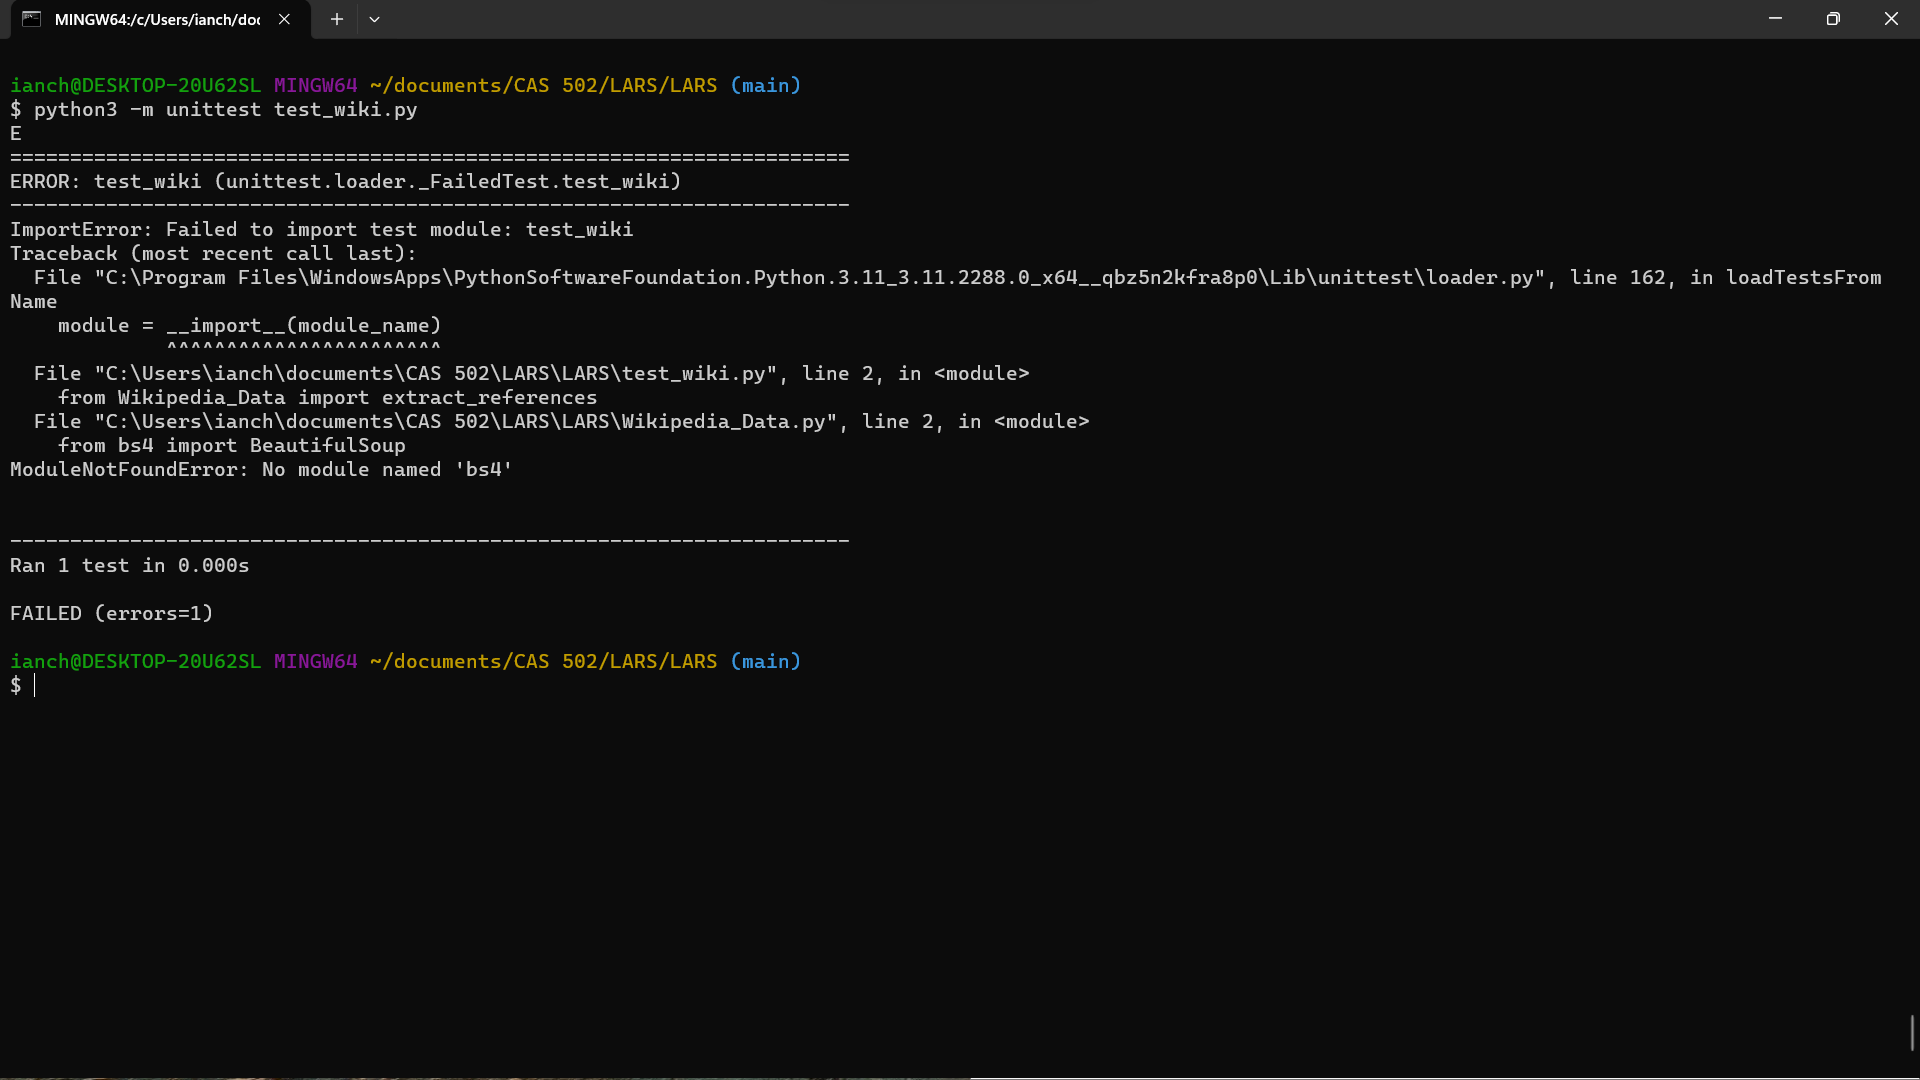 MINGW64:/c/Users/ianch/doc
ianch@DESKTOP-20U62SL MINGW64 ~/documents/CAS 502/LARS/LARS (main)
$ python3 -m unittest test_wiki.py
E
======================================================================
ERROR: test_wiki (unittest.loader._FailedTest.test_wiki)
----------------------------------------------------------------------
ImportError: Failed to import test module: test_wiki
Traceback (most recent call last):
  File "C:\Program Files\WindowsApps\PythonSoftwareFoundation.Python.3.11_3.11.2288.0_x64__qbz5n2kfra8p0\Lib\unittest\loader.py", line 162, in loadTestsFrom
Name
    module = __import__(module_name)
             ^^^^^^^^^^^^^^^^^^^^^^^
  File "C:\Users\ianch\documents\CAS 502\LARS\LARS\test_wiki.py", line 2, in <module>
    from Wikipedia_Data import extract_references
  File "C:\Users\ianch\documents\CAS 502\LARS\LARS\Wikipedia_Data.py", line 2, in <module>
    from bs4 import BeautifulSoup
ModuleNotFoundError: No module named 'bs4'
----------------------------------------------------------------------
Ran 1 test in 0.000s
FAILED (errors=1)
ianch@DESKTOP-20U62SL MINGW64 ~/documents/CAS 502/LARS/LARS (main)
$